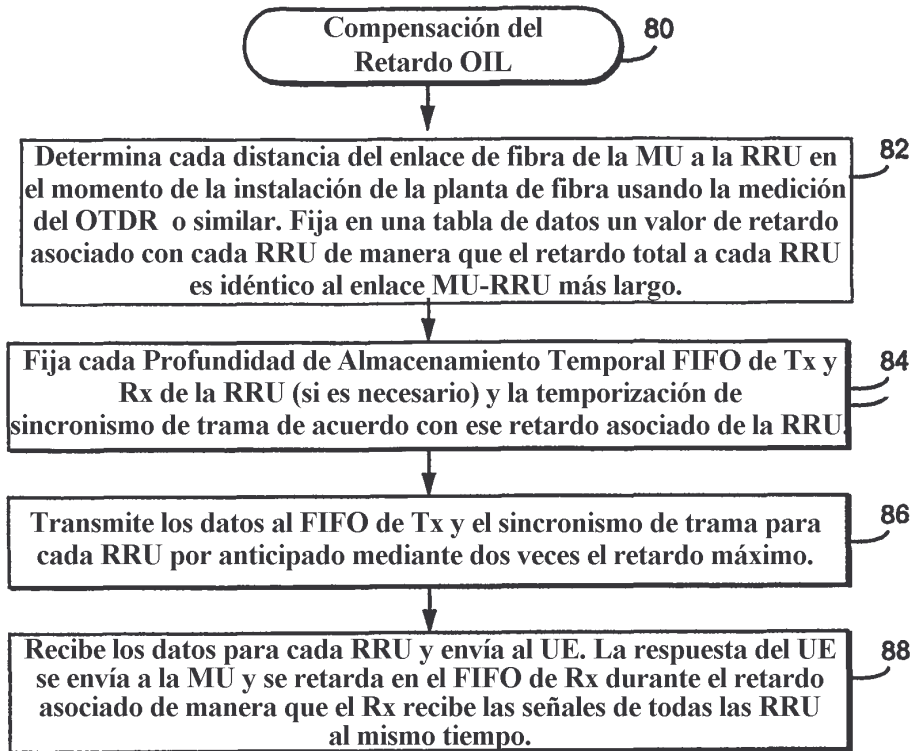 Compensación del
Retardo OIL
80
Determina cada distancia del enlace de fibra de la MU a la RRU en
el momento de la instalación de la planta de fibra usando la medición
del OTDR o similar. Fija en una tabla de datos un valor de retardo
asociado con cada RRU de manera que el retardo total a cada RRU
es idéntico al enlace MU-RRU más largo.
82
Fija cada Profundidad de Almacenamiento Temporal FIFO de Tx y
Rx de la RRU (si es necesario) y la temporización de
sincronismo de trama de acuerdo con ese retardo asociado de la RRU.
84
Transmite los datos al FIFO de Tx y el sincronismo de trama para
cada RRU por anticipado mediante dos veces el retardo máximo.
86
Recibe los datos para cada RRU y envía al UE. La respuesta del UE
se envía a la MU y se retarda en el FIFO de Rx durante el retardo
asociado de manera que el Rx recibe las señales de todas las RRU
al mismo tiempo.
88